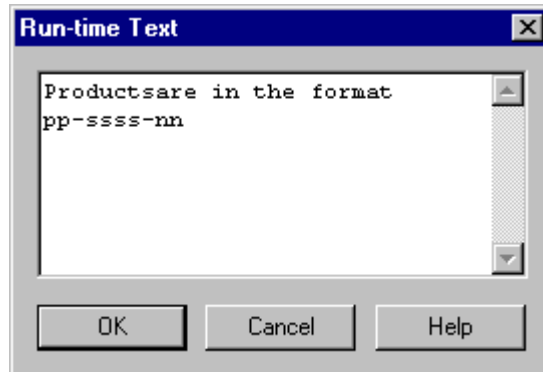 Run-time Text
Productsare in the format
pp-ssss-nn
OK Cancel Help